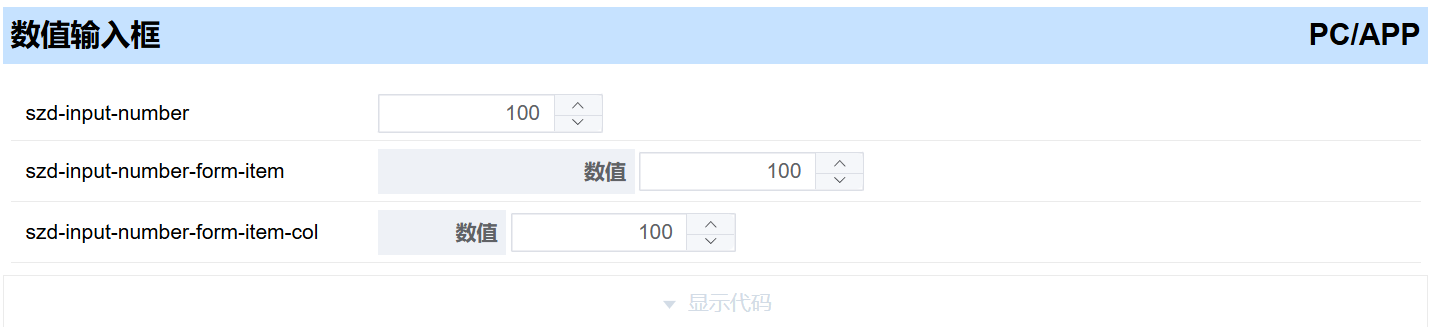 数值输入框 PC/APP
szd-input-number 100
szd-input-number-form-item 数值 100
szd-input-number-form-item-col 数值 100
显示代码